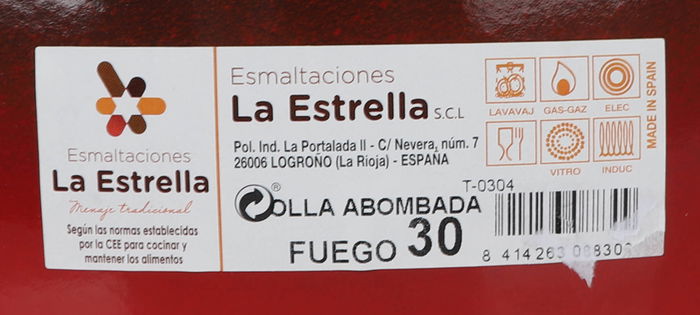 Esmaltaciones
La Estrella
Menaje tradicional
Según las normas establecidas
por la CEE para cocinar y
mantener los alimentos
Esmaltaciones
La Estrella S.C.L
Pol. Ind. La Portalada II - C/ Nevera, núm. 7
26006 LOGROÑO (La Rioja) - ESPAÑA
LAVAVAJ GAS-GAZ ELEC
VITRO INDUC
MADE IN SPAIN
T-0304
® OLLA ABOMBADA
FUEGO 30
8 414263